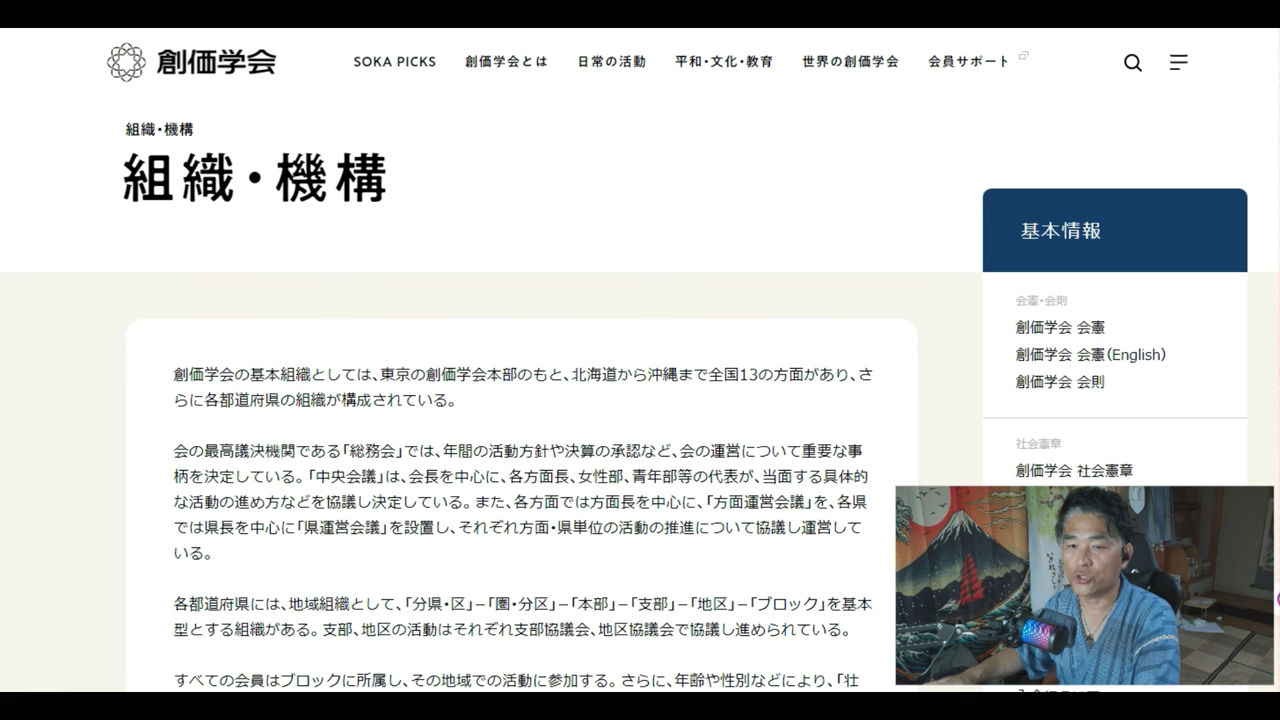 創価学会
SOKA PICKS 創価学会とは 日常の活動 平和・文化・教育 世界の創価学会 会員サポート
組織・機構
組織・機構
創価学会の基本組織としては、東京の創価学会本部のもと、北海道から沖縄まで全国13の方面があり、さ
らに各都道府県の組織が構成されている。
会の最高議決機関である「総務会」では、年間の活動方針や決算の承認など、会の運営について重要な事
柄を決定している。「中央会議」は、会長を中心に、各方面長、女性部、青年部等の代表が、当面する具体的
な活動の進め方などを協議し決定している。また、各方面では方面長を中心に、「方面運営会議」を、各県
では県長を中心に「県運営会議」を設置し、それぞれ方面・県単位の活動の推進について協議し運営して
いる。
各都道府県には、地域組織として、「分県・区」−「圏・分区」−「本部」−「支部」−「地区」−「ブロック」を基本
型とする組織がある。支部、地区の活動はそれぞれ支部協議会、地区協議会で協議し進められている。
すべての会員はブロックに所属し、その地域での活動に参加する。さらに、年齢や性別などにより、「壮
基本情報
会憲・会則
創価学会 会憲
創価学会 会憲（English）
創価学会 会則
社会憲章
創価学会 社会憲章